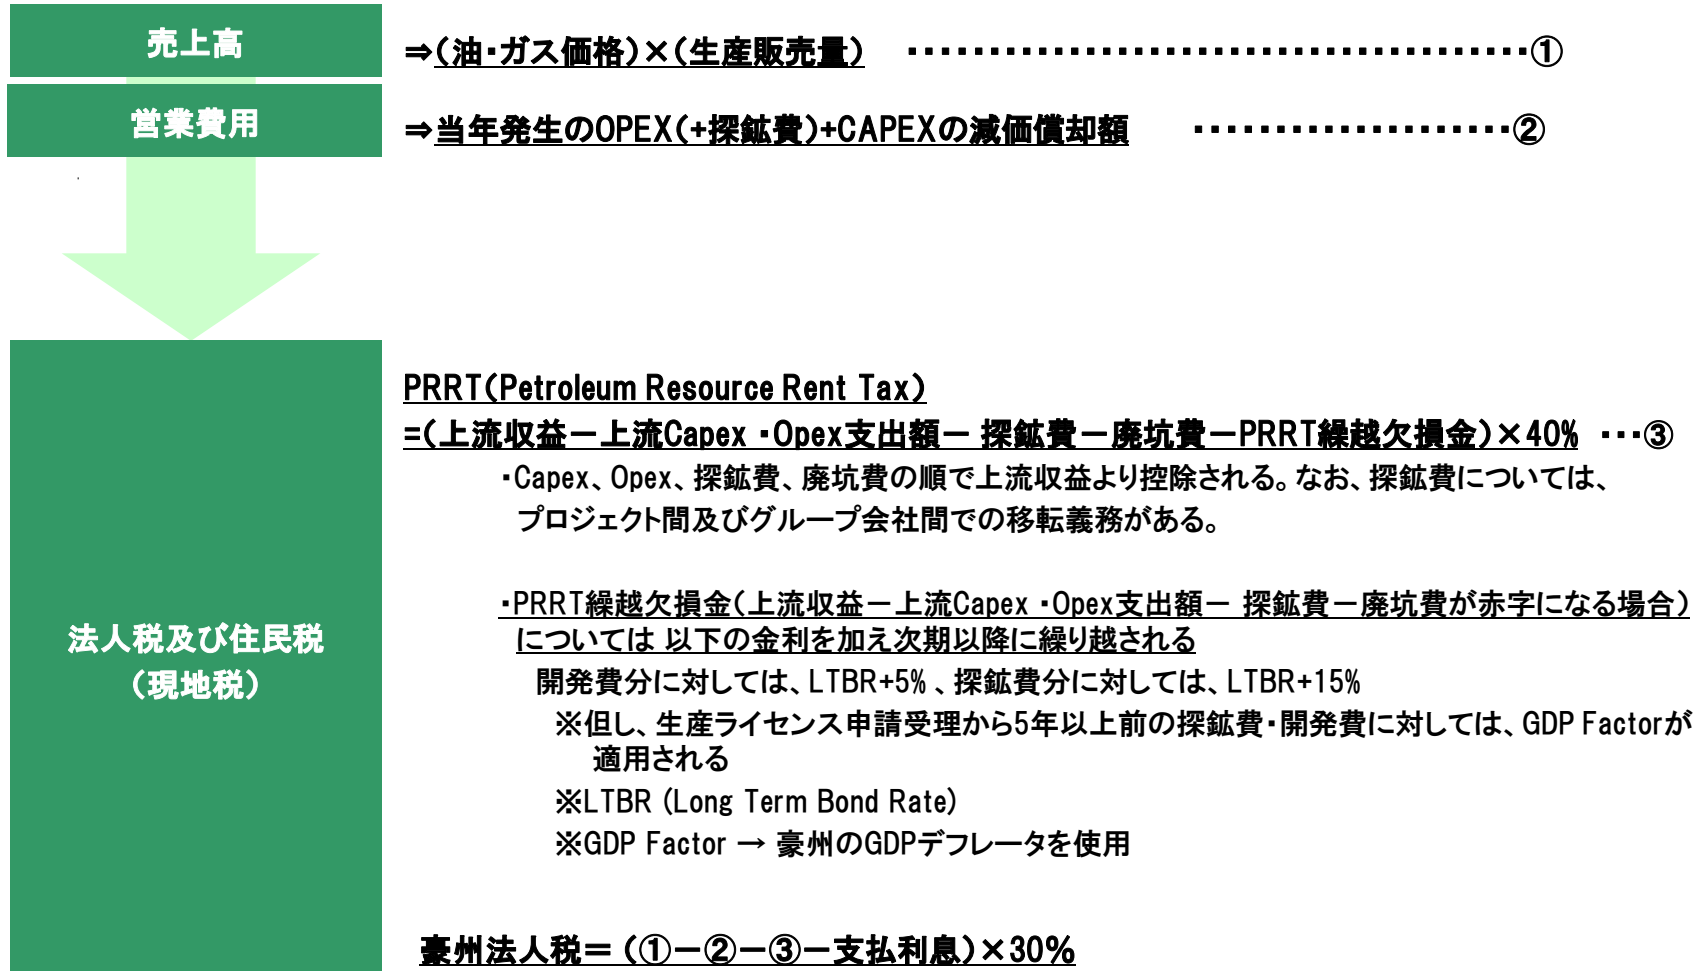 売上高
⇒(油・ガス価格)×(生産販売量) ・・・・・・・・・・・・・・・・・・・・・・・・・・・・・・・・・・・・・・・①
営業費用
⇒当年発生のOPEX(+探鉱費)+CAPEXの減価償却額 ・・・・・・・・・・・・・・・・・・・・②
法人税及び住民税
(現地税)
PRRT(Petroleum Resource Rent Tax)
=(上流収益－上流Capex ・Opex支出額－ 探鉱費－廃坑費－PRRT繰越欠損金)×40% ・・・③
・Capex、Opex、探鉱費、廃坑費の順で上流収益より控除される。なお、探鉱費については、
プロジェクト間及びグループ会社間での移転義務がある。
・PRRT繰越欠損金(上流収益－上流Capex ・Opex支出額－ 探鉱費－廃坑費が赤字になる場合)
については 以下の金利を加え次期以降に繰り越される
開発費分に対しては、LTBR+5% 、探鉱費分に対しては、LTBR+15%
※但し、生産ライセンス申請受理から5年以上前の探鉱費・開発費に対しては、GDP Factorが
適用される
※LTBR (Long Term Bond Rate)
※GDP Factor → 豪州のGDPデフレータを使用
豪州法人税＝ (①－②－③－支払利息)×30％